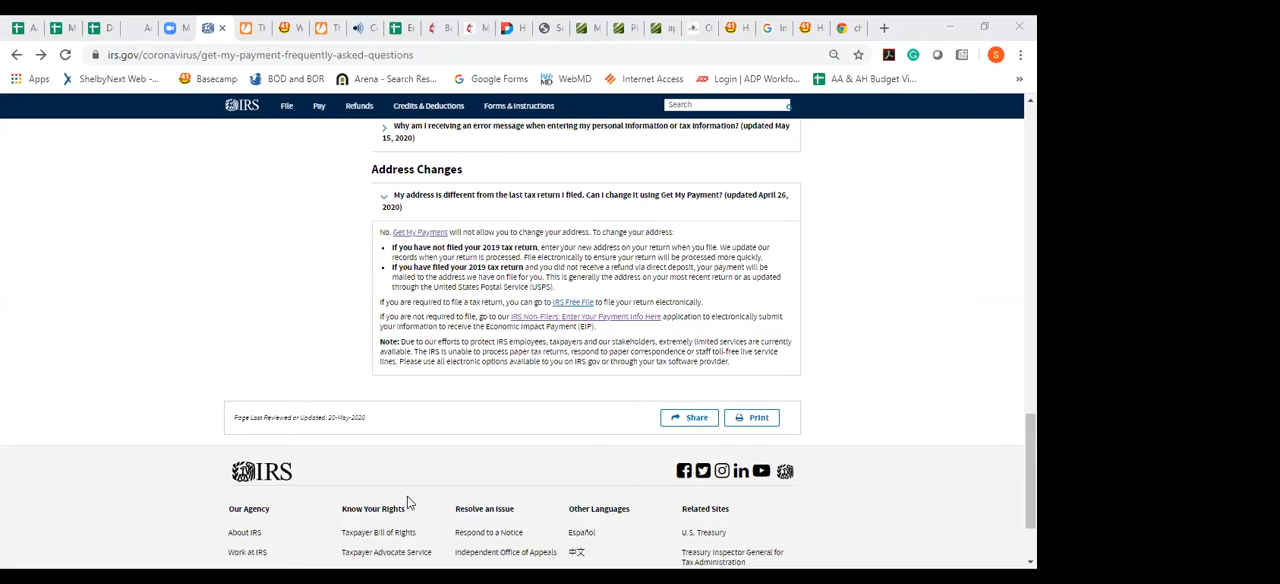 irs.gov/coronavirus/get-my-payment-frequently-asked-questions
Apps ShelbyNext Web -... Basecamp BOD and BOR Arena - Search Res... Google Forms WebMD Internet Access Login | ADP Workfo... AA & AH Budget Vi... »
IRS File Pay Refunds Credits & Deductions Forms & Instructions Search
Why am I receiving an error message when entering my personal information or tax information? (updated May
15, 2020)
Address Changes
My address is different from the last tax return I filed. Can I change it using Get My Payment? (updated April 26,
2020)
No. Get My Payment will not allow you to change your address. To change your address:
• If you have not filed your 2019 tax return, enter your new address on your return when you file. We update our
records when your return is processed. File electronically to ensure your return will be processed more quickly.
• If you have filed your 2019 tax return and you did not receive a refund via direct deposit, your payment will be
mailed to the address we have on file for you. This is generally the address on your most recent return or as updated
through the United States Postal Service (USPS).
If you are required to file a tax return, you can go to IRS Free File to file your return electronically.
If you are not required to file, go to our IRS Non-Filers: Enter Your Payment Info Here application to electronically submit
your information to receive the Economic Impact Payment (EIP).
Note: Due to our efforts to protect IRS employees, taxpayers and our stakeholders, extremely limited services are currently
available. The IRS is unable to process paper tax returns, respond to paper correspondence or staff toll-free live service
lines. Please use all electronic options available to you on IRS.gov or through your tax software provider.
Page Last Reviewed or Updated: 20-May-2020 Share Print
IRS
Our Agency Know Your Rights Resolve an Issue Other Languages Related Sites
About IRS Taxpayer Bill of Rights Respond to a Notice Español U.S. Treasury
Work at IRS Taxpayer Advocate Service Independent Office of Appeals 中文 Treasury Inspector General for
Tax Administration